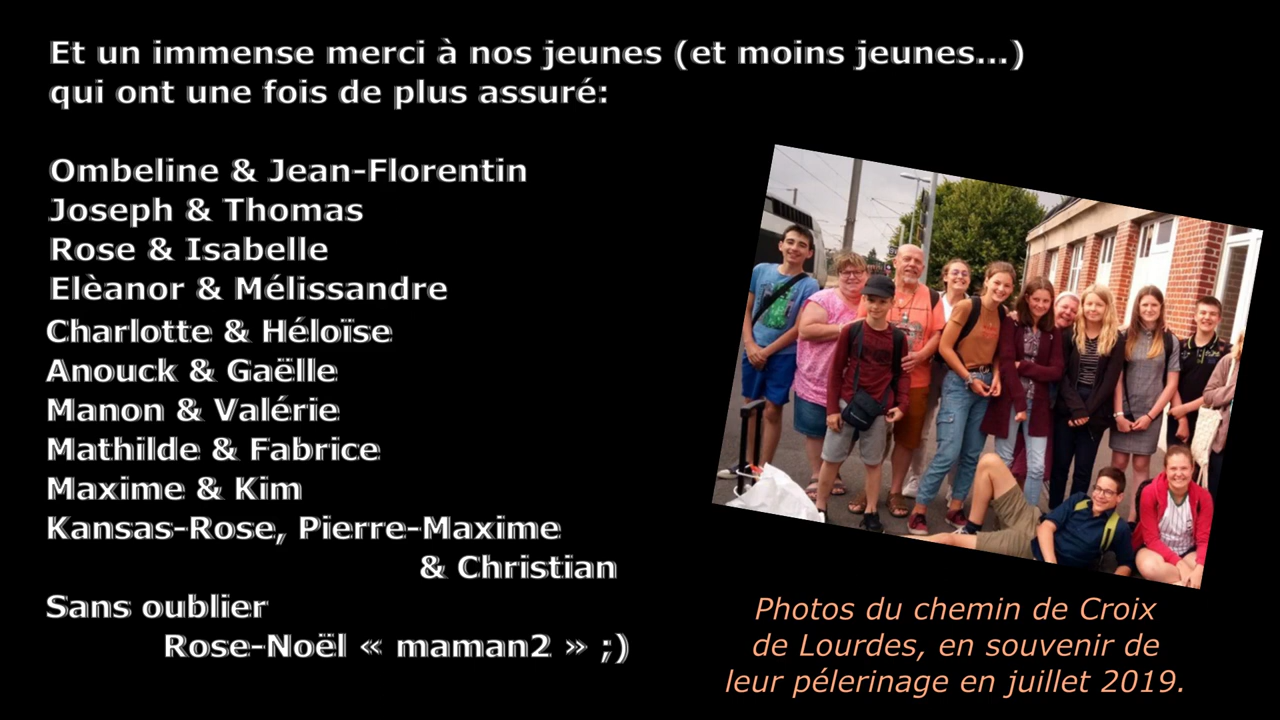 Et un immense merci à nos jeunes (et moins jeunes...)
qui ont une fois de plus assuré:
Ombeline & Jean-Florentin
Joseph & Thomas
Rose & Isabelle
Elèanor & Mélissandre
Charlotte & Héloïse
Anouck & Gaëlle
Manon & Valérie
Mathilde & Fabrice
Maxime & Kim
Kansas-Rose, Pierre-Maxime
& Christian
Sans oublier
Rose-Noël « maman2 » ;)
Photos du chemin de Croix
de Lourdes, en souvenir de
leur pélerinage en juillet 2019.